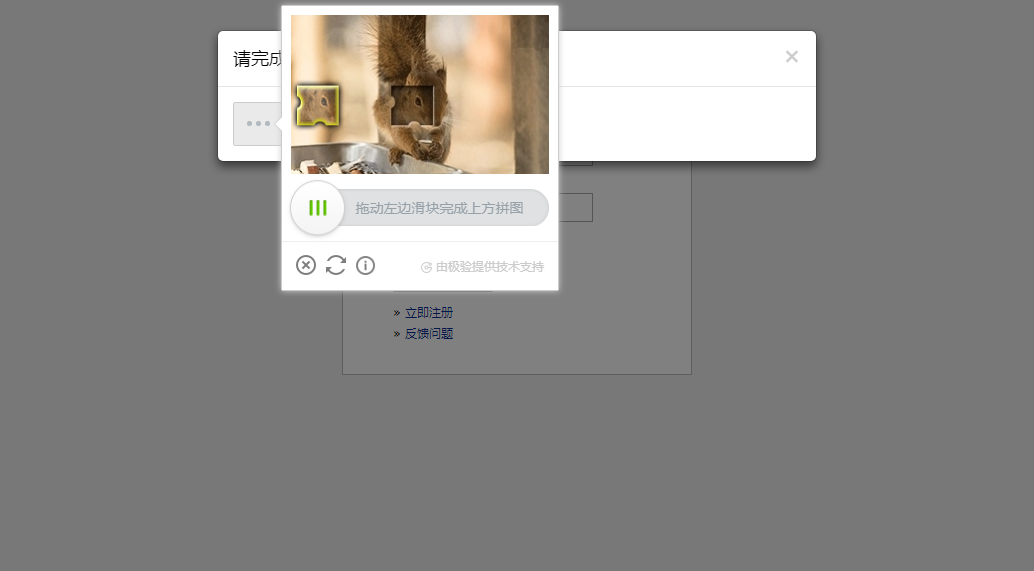 请完成
拖动左边滑块完成上方拼图
由极验提供技术支持
» 立即注册
» 反馈问题